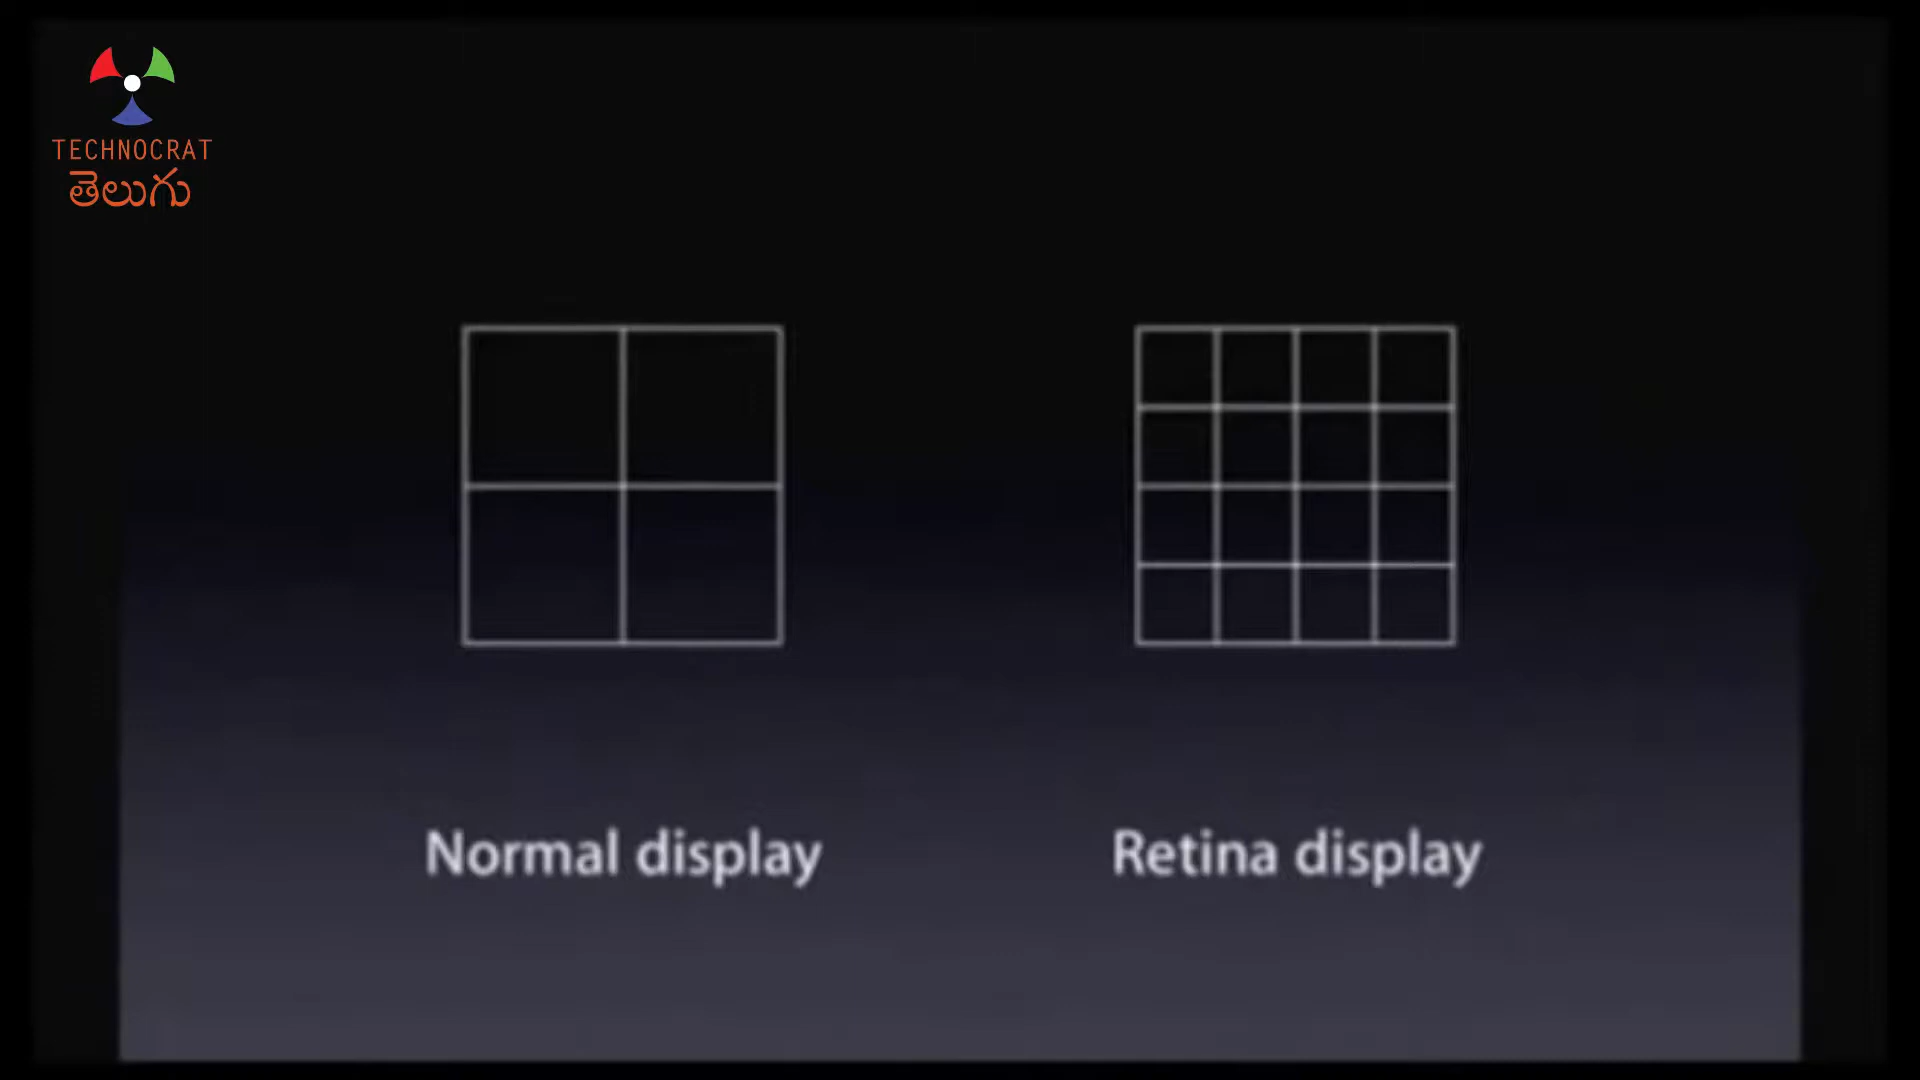 TECHNOCRAT
తెలుగు
Normal display
Retina display